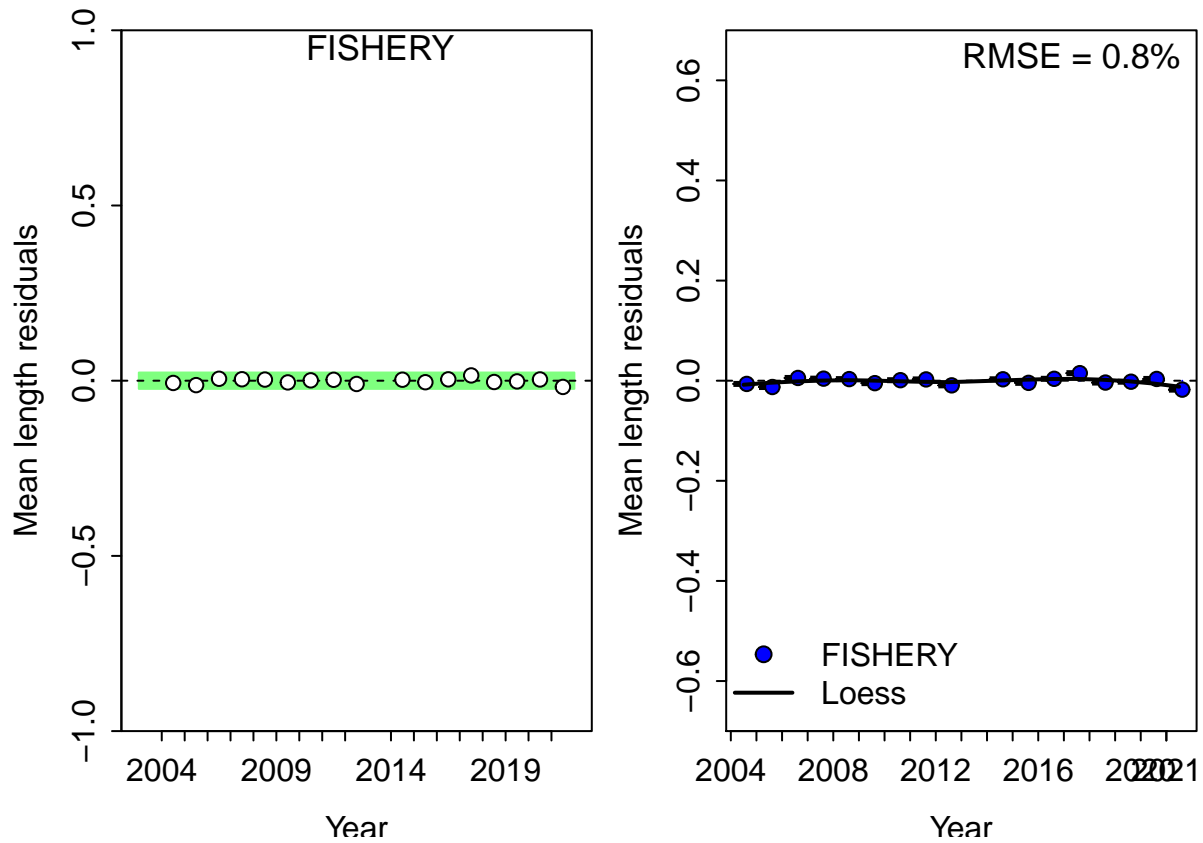 FISHERY
1.0
0.5
0.0
−0.5
−1.0
Mean length residuals
2004 2009 2014 2019
Year
RMSE = 0.8%
0.6
0.4
0.2
0.0
−0.2
−0.4
−0.6
Mean length residuals
FISHERY
Loess
2004 2008 2012 2016 2020 2021
Year